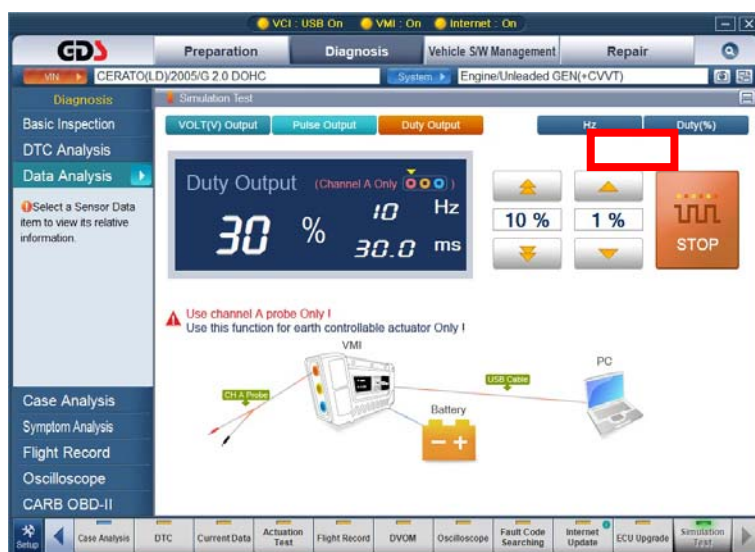 VCI : USB On VMI : On Internet : On
GDS Preparation Diagnosis Vehicle S/W Management Repair
VIN CERATO(LD)/2005/G 2.0 DOHC System Engine/Unleaded GEN(+CVVT)
Diagnosis
Simulation Test
Basic Inspection
DTC Analysis
Data Analysis
Select a Sensor Data
item to view its relative
information.
VOLT(V) Output Pulse Output Duty Output Hz Duty(%)
Duty Output (Channel A Only )
30 % 10 Hz
30.0 ms
10 % 1 %
STOP
Use channel A probe Only !
Use this function for earth controllable actuator Only !
VMI
PC
CH A Probe
USB Cable
Battery
Case Analysis
Symptom Analysis
Flight Record
Oscilloscope
CARB OBD-II
Setup
Case Analysis
DTC
Current Data
Actuation
Test
Flight Record
DVOM
Oscilloscope
Fault Code
Searching
Internet
Update
ECU Upgrade
Simulation
Test